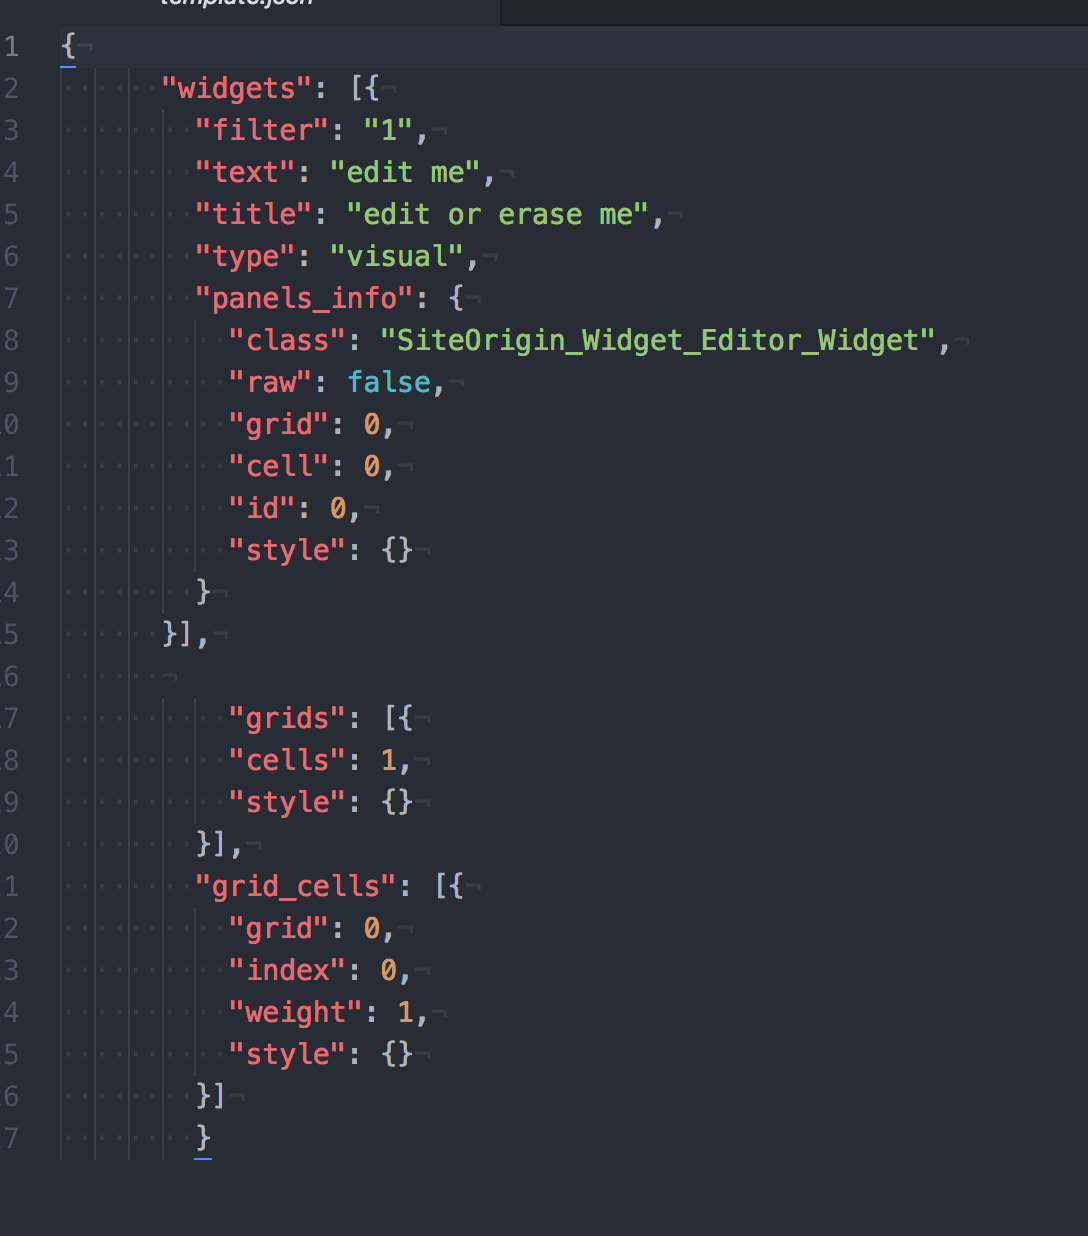 template.json
1 {
2 "widgets": [{
3 "filter": "1",
4 "text": "edit me",
5 "title": "edit or erase me",
6 "type": "visual",
7 "panels_info": {
8 "class": "SiteOrigin_Widget_Editor_Widget",
9 "raw": false,
0 "grid": 0,
1 "cell": 0,
2 "id": 0,
3 "style": {}
4 }
5 }],
6
7 "grids": [{
8 "cells": 1,
9 "style": {}
0 }],
1 "grid_cells": [{
2 "grid": 0,
3 "index": 0,
4 "weight": 1,
5 "style": {}
6 }]
7 }